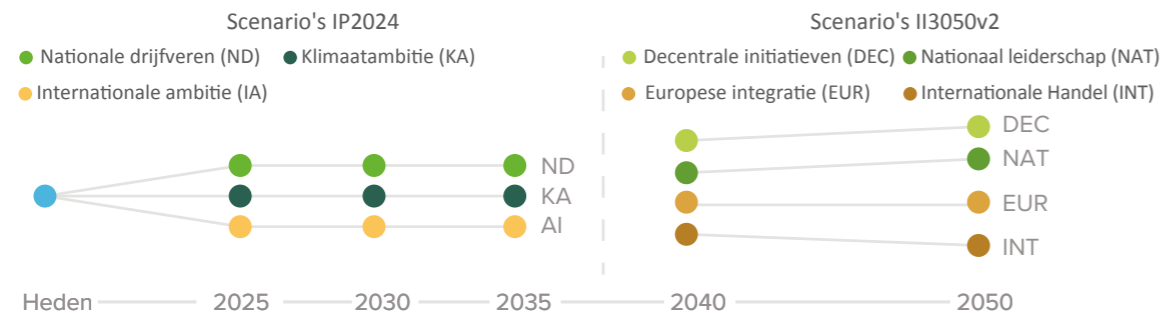 Scenario's IP2024
Nationale drijfveren (ND) Klimaatambitie (KA)
Internationale ambitie (IA)
ND
KA
AI
Scenario's II3050v2
Decentrale initiatieven (DEC) Nationaal leiderschap (NAT)
Europese integratie (EUR) Internationale Handel (INT)
DEC
NAT
EUR
INT
Heden 2025 2030 2035 2040 2050